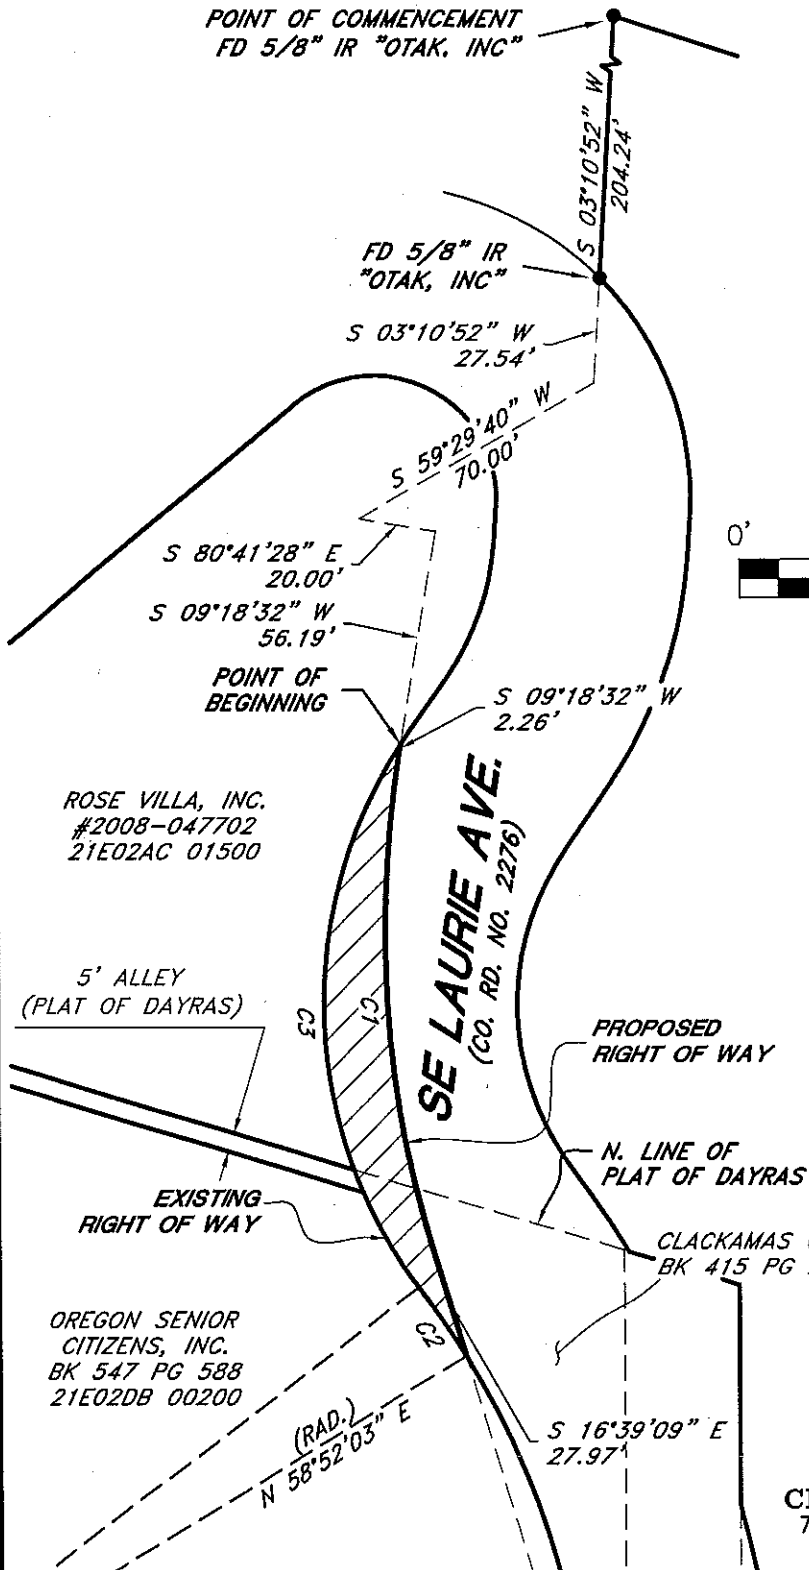 POINT OF COMMENCEMENT
FD 5/8" IR "OTAK, INC"
S 03°10'52" W
204.24'
FD 5/8" IR
"OTAK, INC"
S 03°10'52" W
27.54'
S 59°29'40" W
70.00'
0'
S 80°41'28" E
20.00'
S 09°18'32" W
56.19'
POINT OF
BEGINNING
S 09°18'32" W
2.26'
ROSE VILLA, INC.
#2008-047702
21E02AC 01500
SE LAURIE AVE.
(CO. RD. NO. 2276)
5' ALLEY
(PLAT OF DAYRAS)
C3
C1
PROPOSED
RIGHT OF WAY
N. LINE OF
PLAT OF DAYRAS
EXISTING
RIGHT OF WAY
CLACKAMAS
BK 415 PG
OREGON SENIOR
CITIZENS, INC.
BK 547 PG 588
21E02DB 00200
C2
(RAD.)
N 58°52'03" E
S 16°39'09" E
27.97'